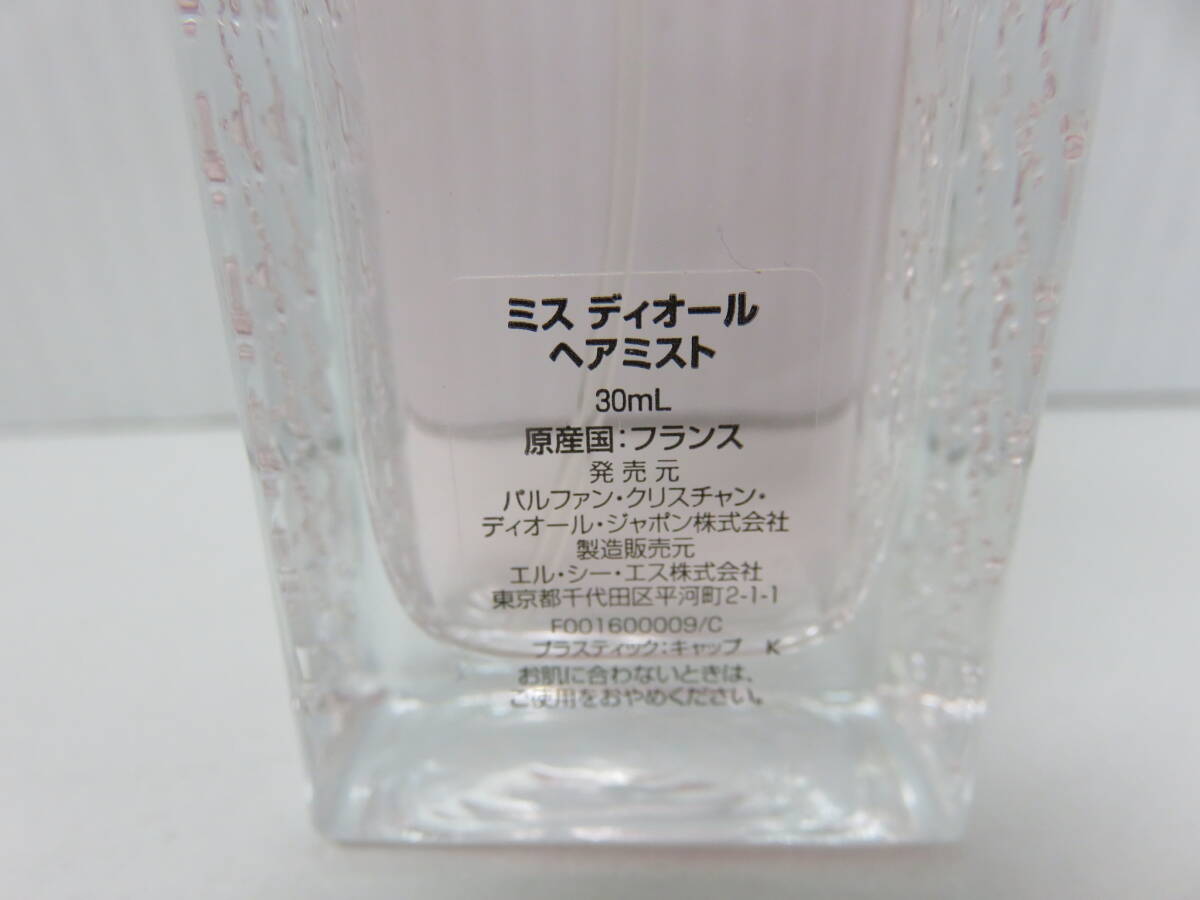 ミス ディオール
ヘアミスト
30mL
原産国:フランス
発売元
パルファン・クリスチャン・
ディオール・ジャポン株式会社
製造販売元
エル・シー・エス株式会社
東京都千代田区平河町2-1-1
F001600009/C
プラスティック:キャップ K
お肌に合わないときは、
ご使用をおやめください。